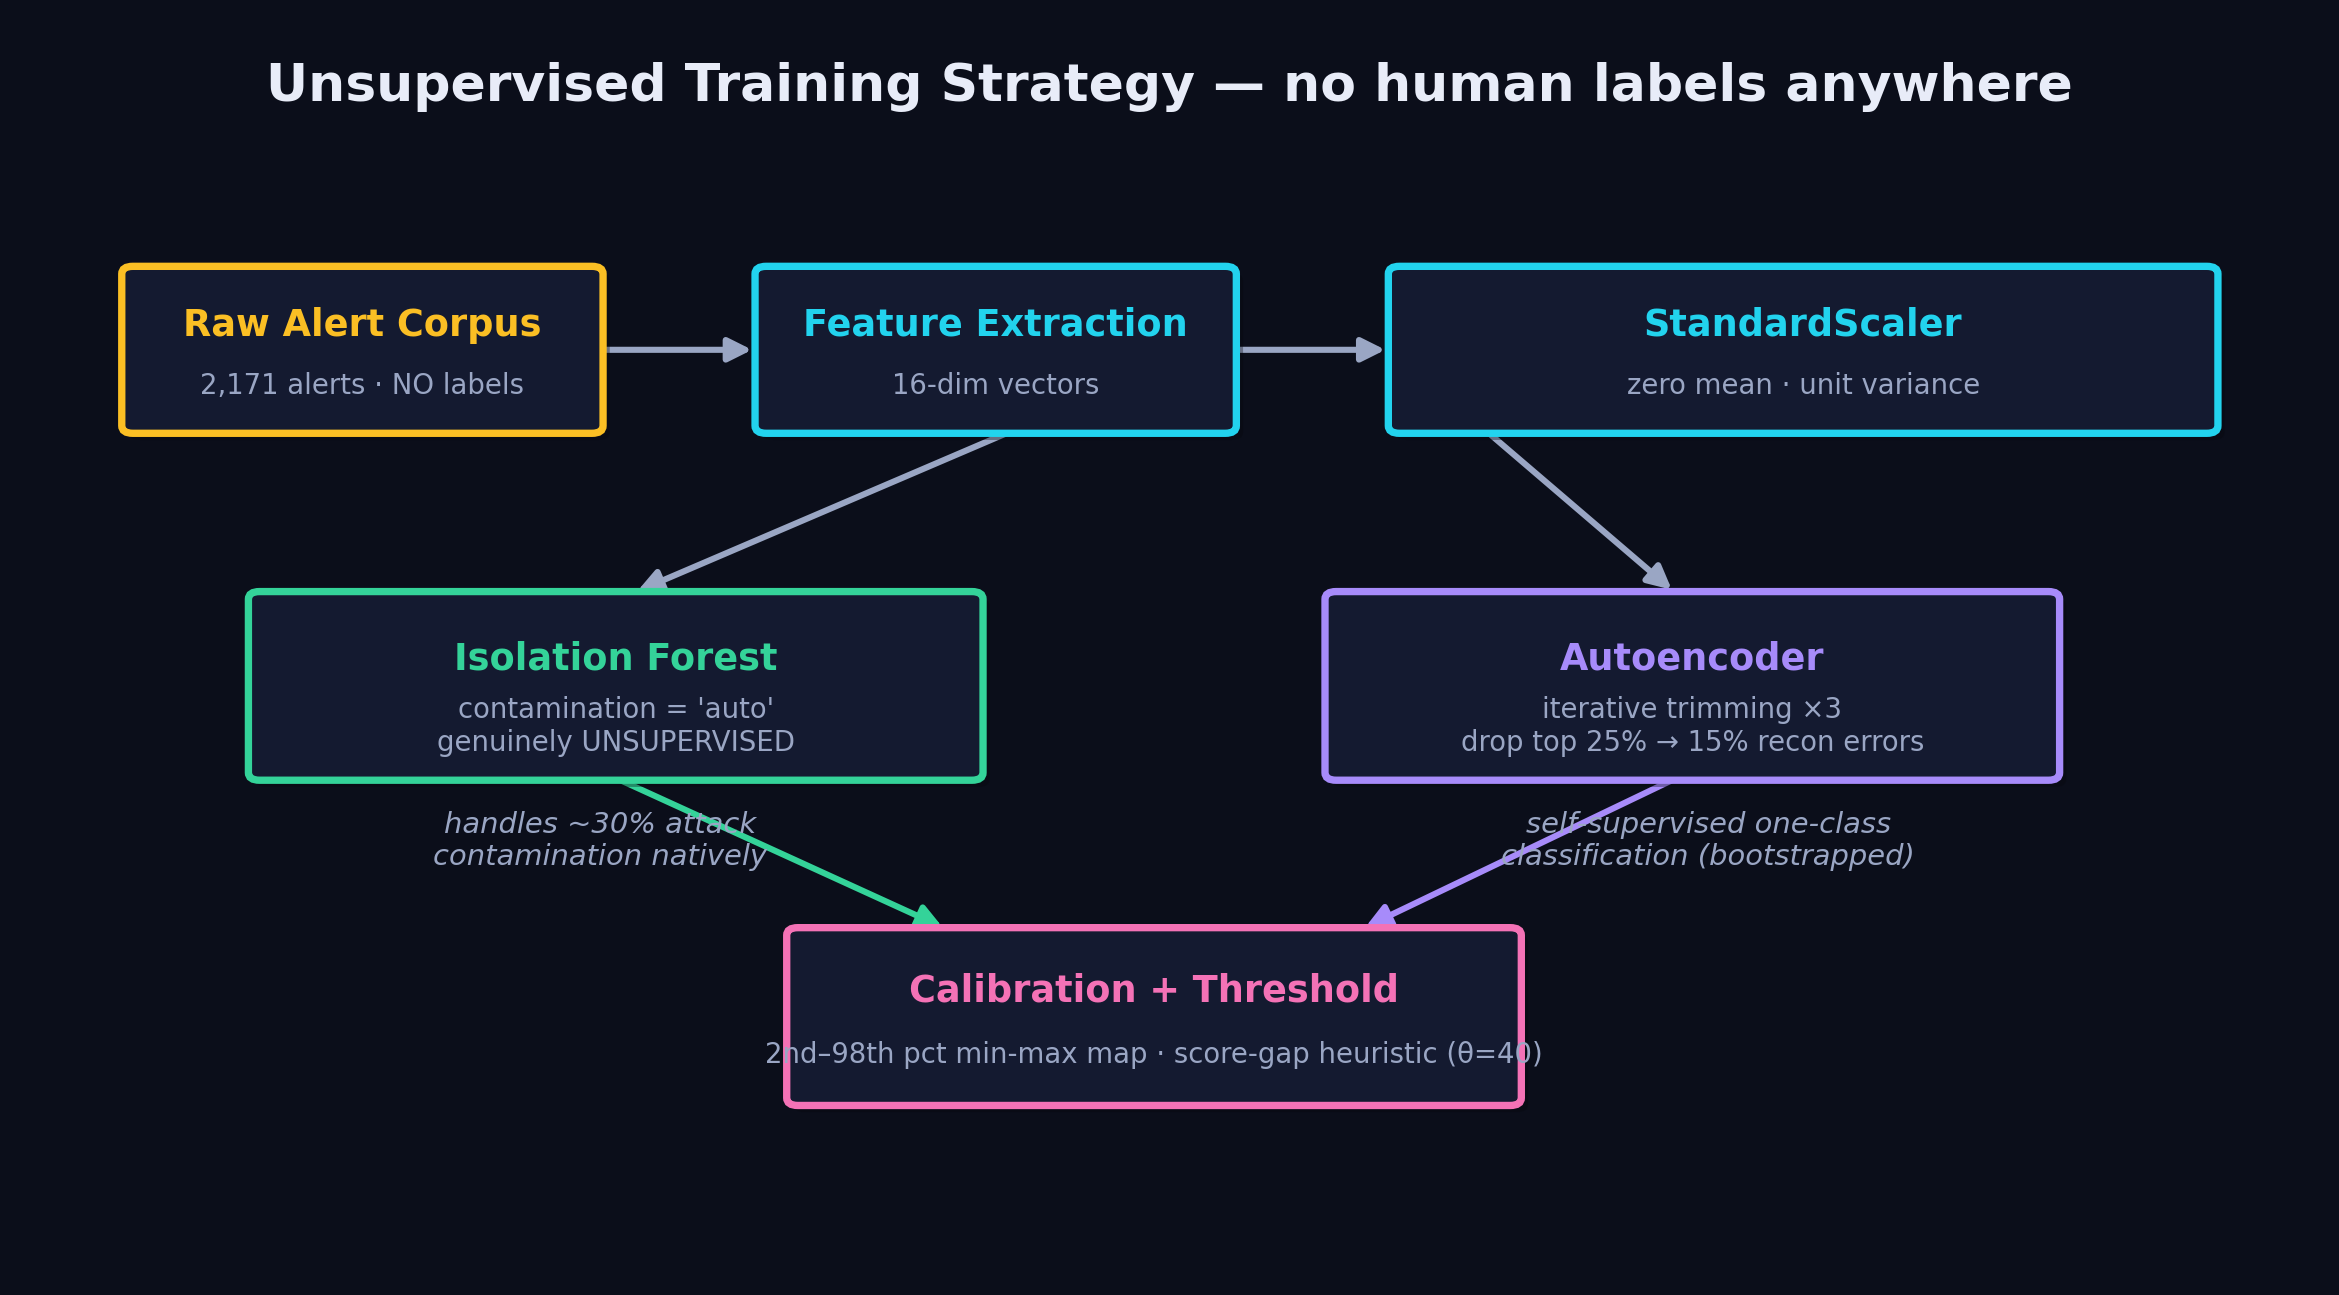 Unsupervised Training Strategy — no human labels anywhere
Raw Alert Corpus
2,171 alerts · NO labels
Feature Extraction
16-dim vectors
StandardScaler
zero mean · unit variance
Isolation Forest
contamination = 'auto'
genuinely UNSUPERVISED
handles ~30% attack
contamination natively
Autoencoder
iterative trimming ×3
drop top 25% → 15% recon errors
self-supervised one-class
classification (bootstrapped)
Calibration + Threshold
2nd–98th pct min-max map · score-gap heuristic (θ=40)